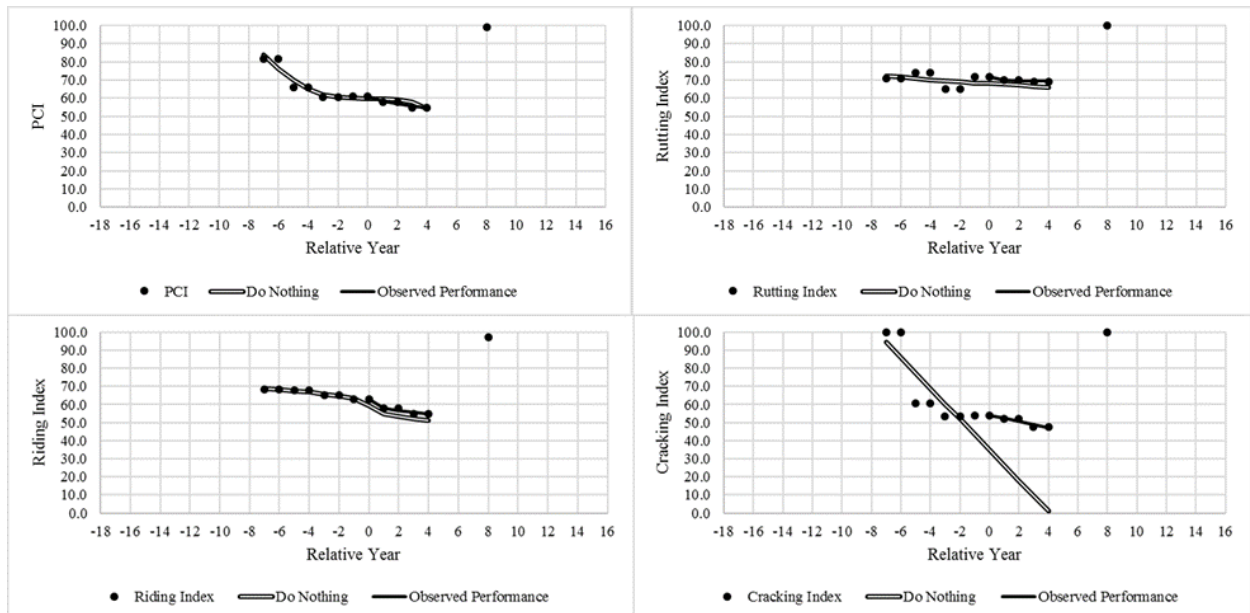 100.0
90.0
80.0
70.0
60.0
50.0
40.0
30.0
20.0
10.0
0.0
PCI
-18 -16 -14 -12 -10 -8 -6 -4 -2 0 2 4 6 8 10 12 14 16
Relative Year
PCI Do Nothing Observed Performance
100.0
90.0
80.0
70.0
60.0
50.0
40.0
30.0
20.0
10.0
0.0
Rutting Index
-18 -16 -14 -12 -10 -8 -6 -4 -2 0 2 4 6 8 10 12 14 16
Relative Year
Rutting Index Do Nothing Observed Performance
100.0
90.0
80.0
70.0
60.0
50.0
40.0
30.0
20.0
10.0
0.0
Riding Index
-18 -16 -14 -12 -10 -8 -6 -4 -2 0 2 4 6 8 10 12 14 16
Relative Year
Riding Index Do Nothing Observed Performance
100.0
90.0
80.0
70.0
60.0
50.0
40.0
30.0
20.0
10.0
0.0
Cracking Index
-18 -16 -14 -12 -10 -8 -6 -4 -2 0 2 4 6 8 10 12 14 16
Relative Year
Cracking Index Do Nothing Observed Performance